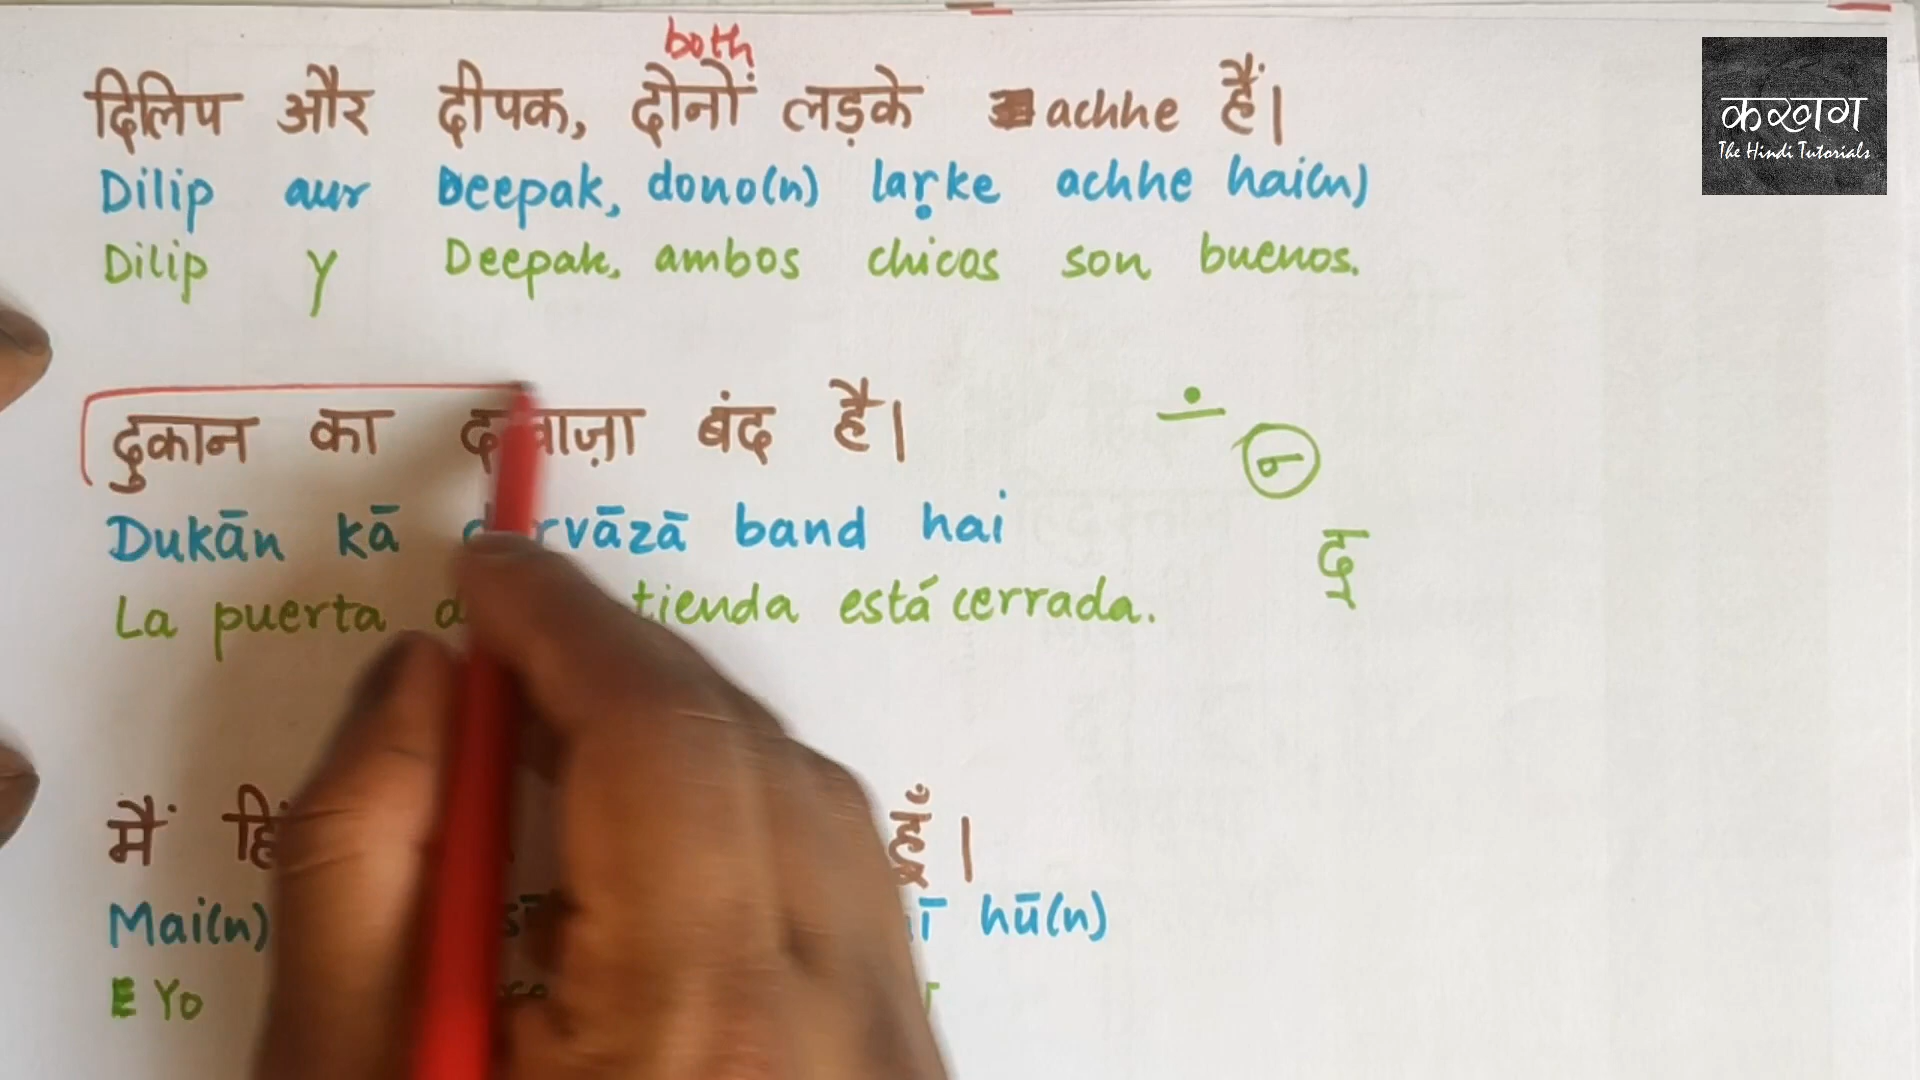 both
दिलिप और दीपक, दोनों लड़के achhe हैं।
Dilip aur Deepak, dono(n) laṛke achhe hai(n)
Dilip y Deepak, ambos chicos son buenos.
दुकान का बंद है।
Dukān kā band hai
La puerta tienda está cerrada.
दु
मैं हूँ।
Mai(n) hū(n)
Yo
कखग
The Hindi Tutorials